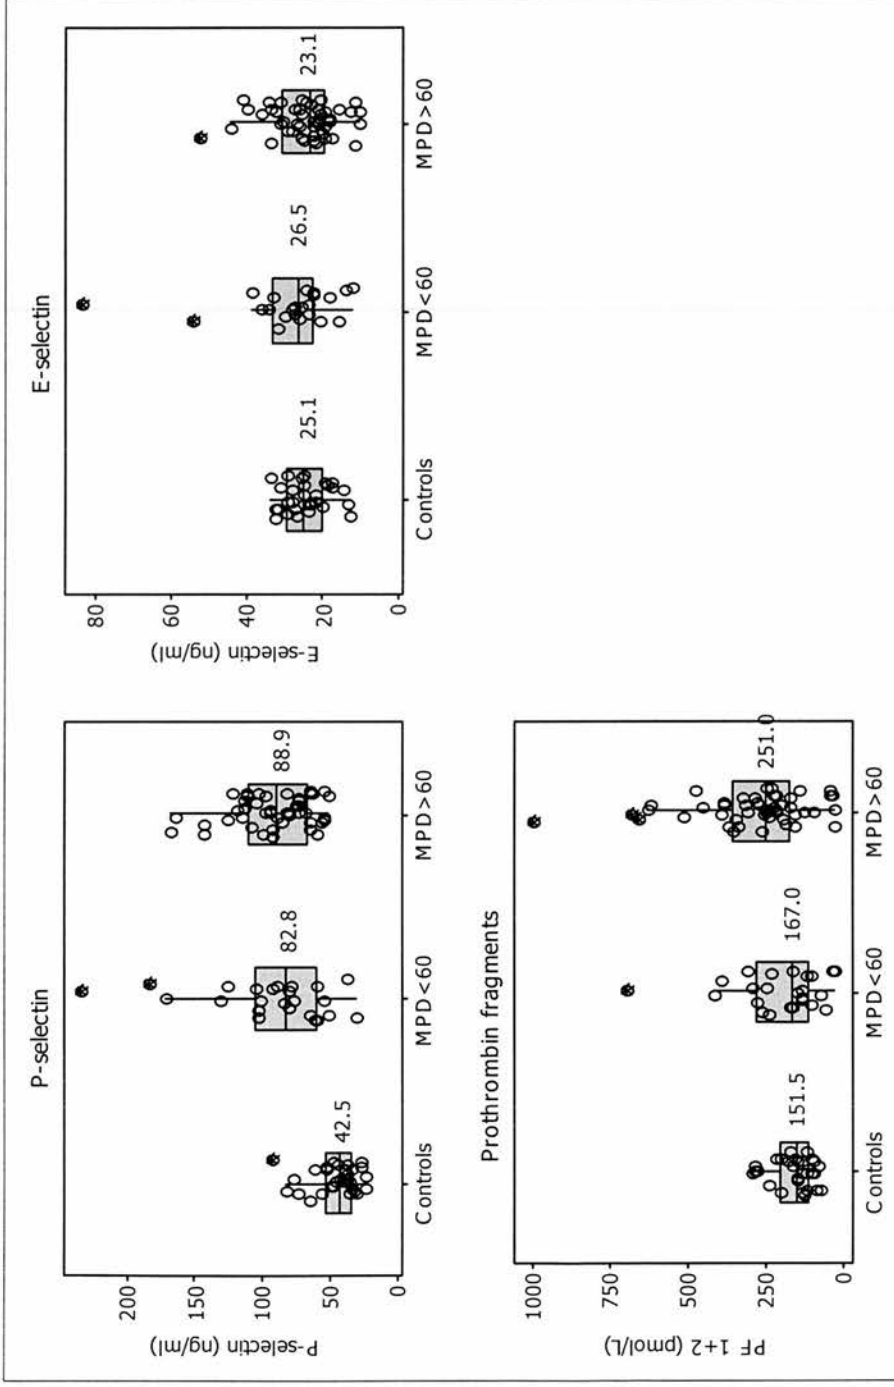 P-selectin
P-selectin (ng/ml)
200
150
100
50
0
42.5
82.8
88.9
Controls
MPD<60
MPD>60
E-selectin
E-selectin (ng/ml)
80
60
40
20
0
25.1
26.5
23.1
Controls
MPD<60
MPD>60
Prothrombin fragments
PF 1+2 (pmol/L)
1000
750
500
250
0
151.5
167.0
251.0
Controls
MPD<60
MPD>60